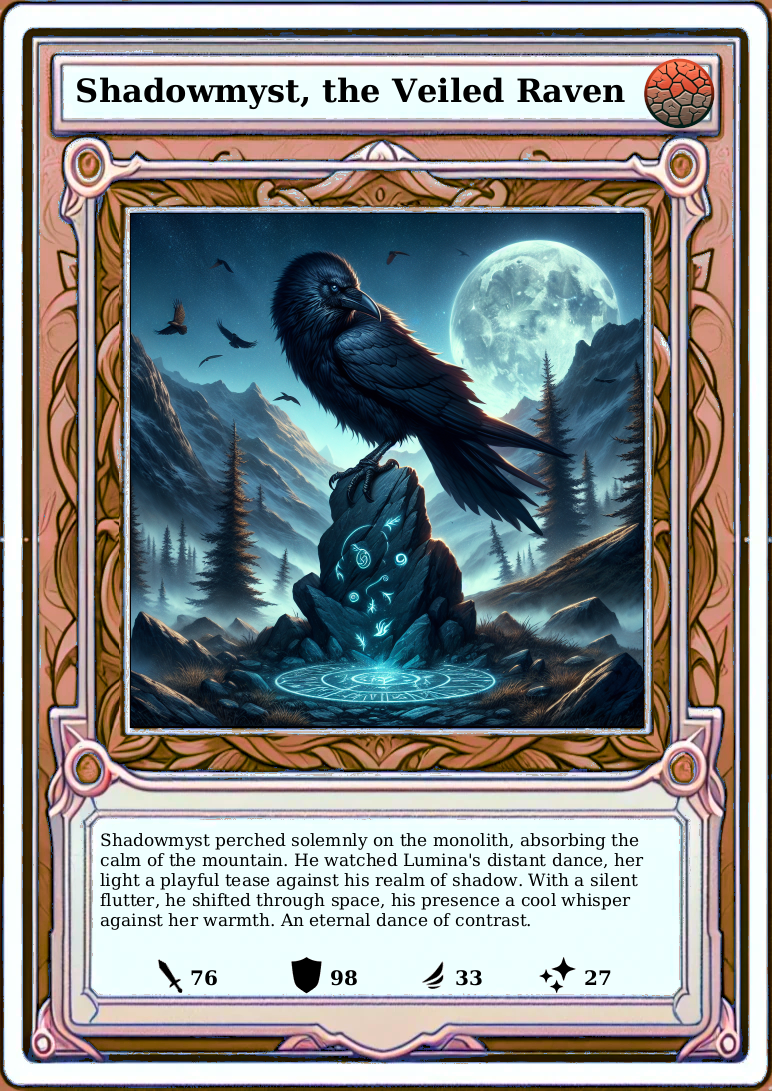 Shadowmyst, the Veiled Raven
Shadowmyst perched solemnly on the monolith, absorbing the
calm of the mountain. He watched Lumina's distant dance, her
light a playful tease against his realm of shadow. With a silent
flutter, he shifted through space, his presence a cool whisper
against her warmth. An eternal dance of contrast.
76 98 33 27